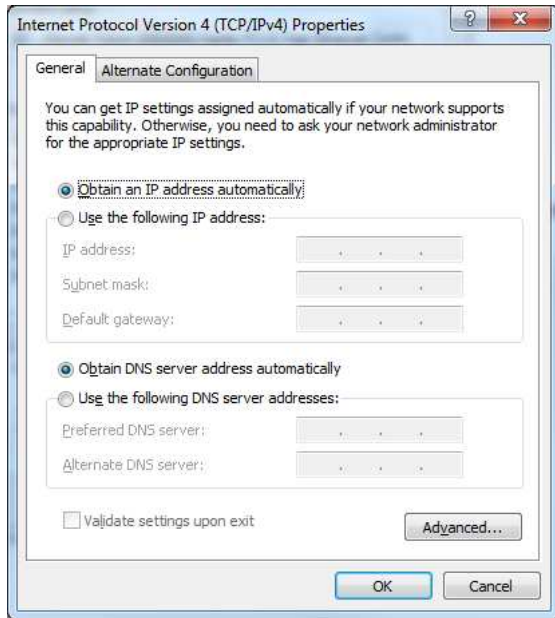 Internet Protocol Version 4 (TCP/IPv4) Properties
General
Alternate Configuration
You can get IP settings assigned automatically if your network supports
this capability. Otherwise, you need to ask your network administrator
for the appropriate IP settings.
Obtain an IP address automatically
Use the following IP address:
IP address:
Subnet mask:
Default gateway:
Obtain DNS server address automatically
Use the following DNS server addresses:
Preferred DNS server:
Alternate DNS server:
Validate settings upon exit
Advanced...
OK
Cancel